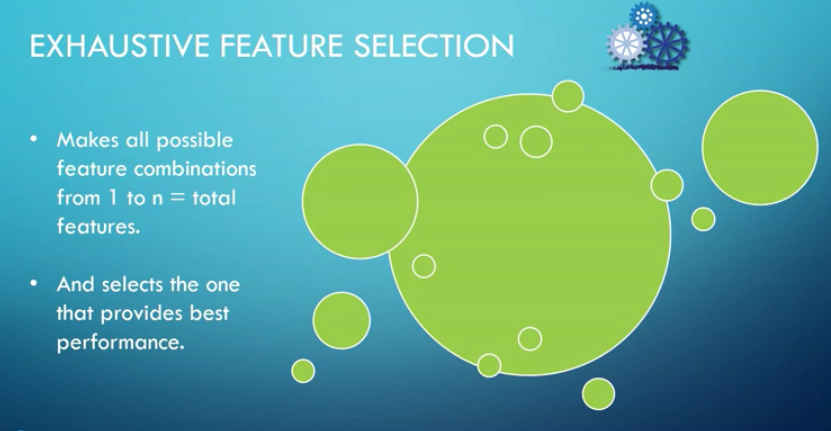 EXHAUSTIVE FEATURE SELECTION
• Makes all possible
feature combinations
from 1 to n = total
features.
• And selects the one
that provides best
performance.